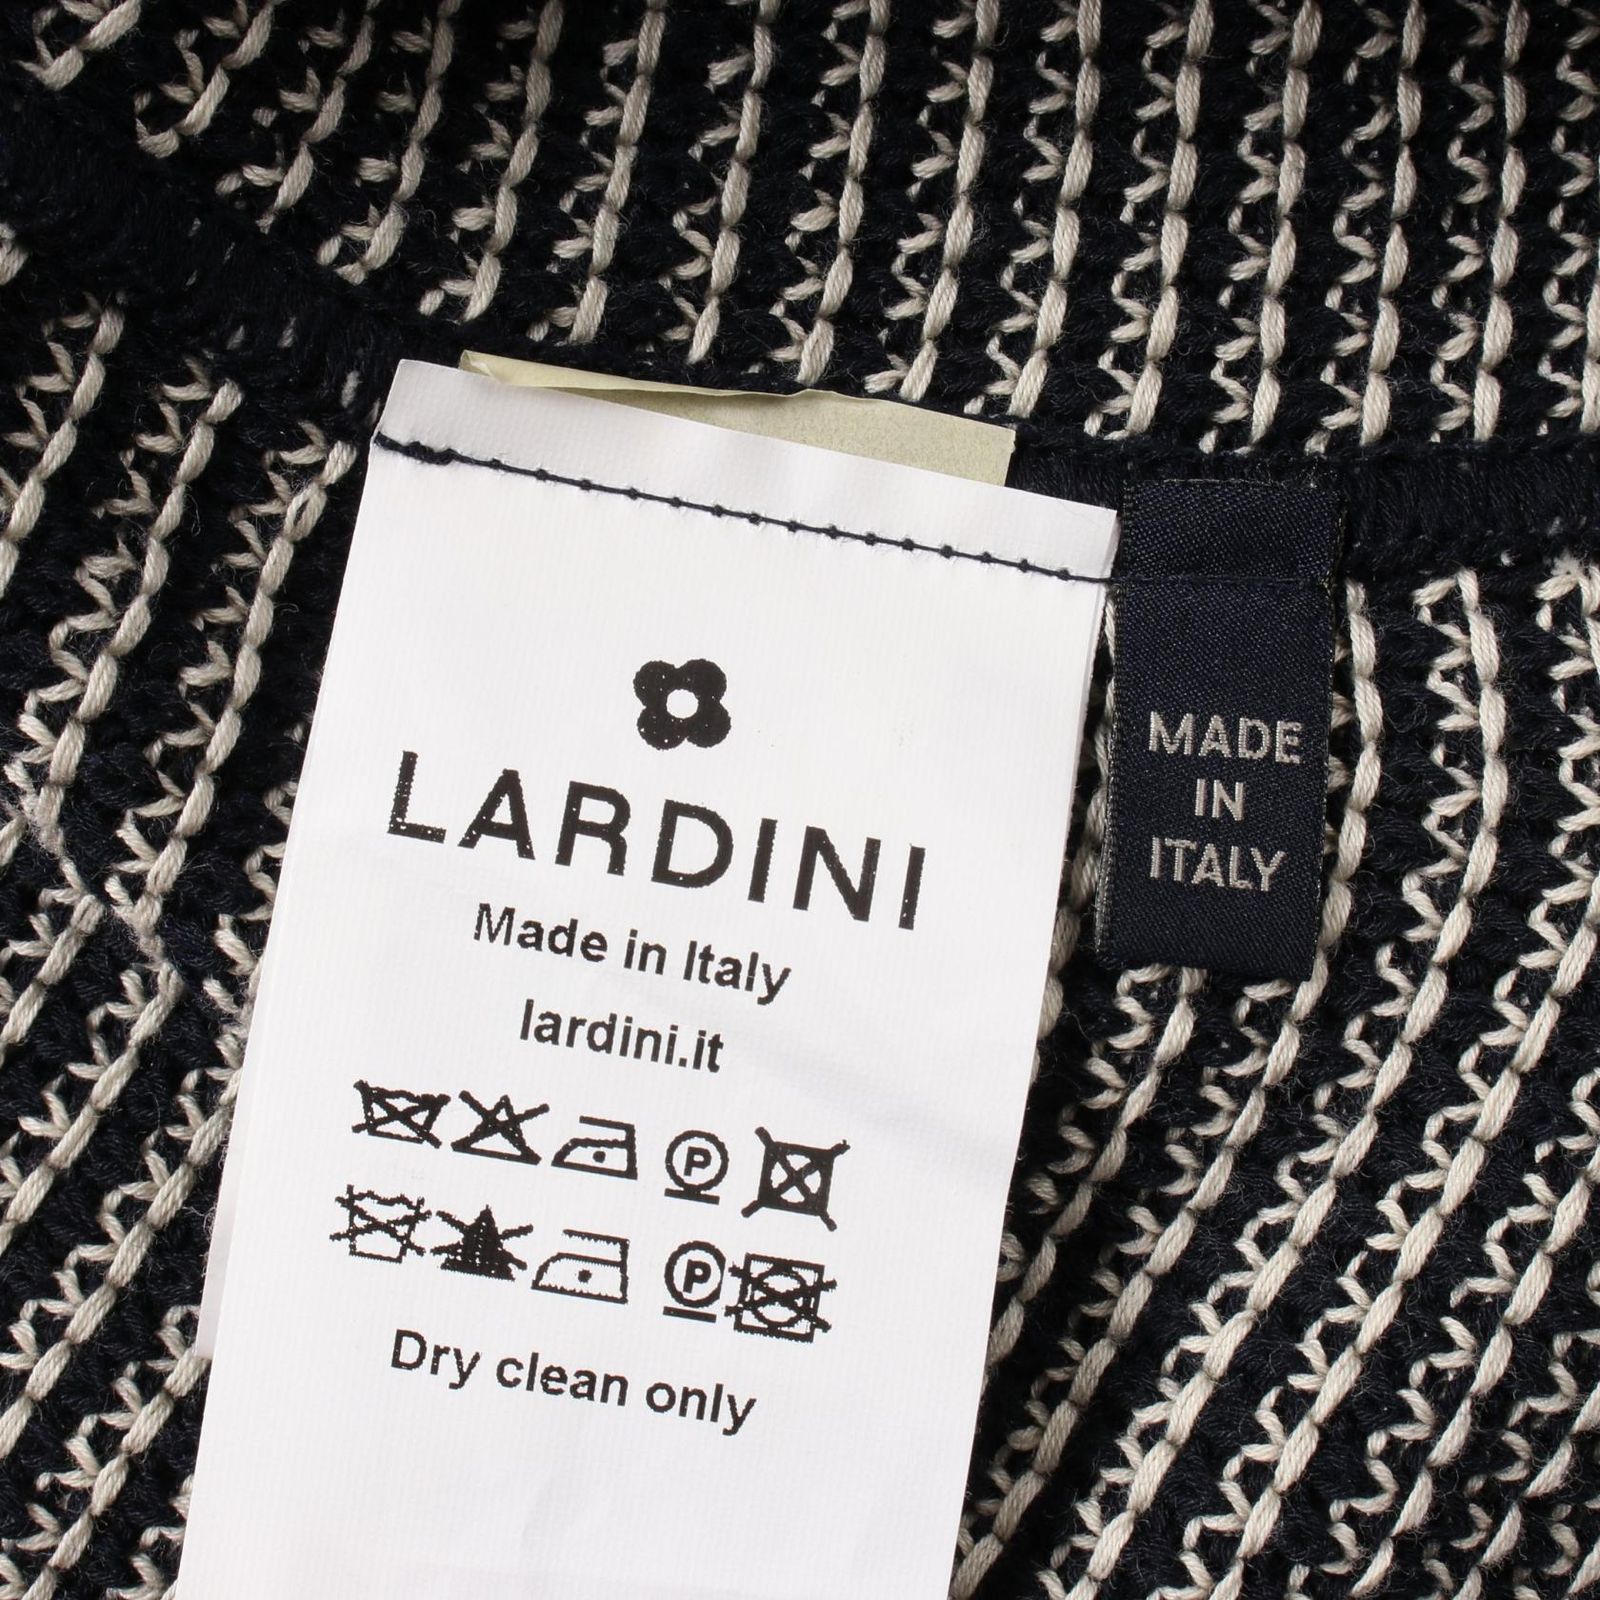 LARDINI
Made in Italy
lardini.it
P
P
Dry clean only
MADE
IN
ITALY